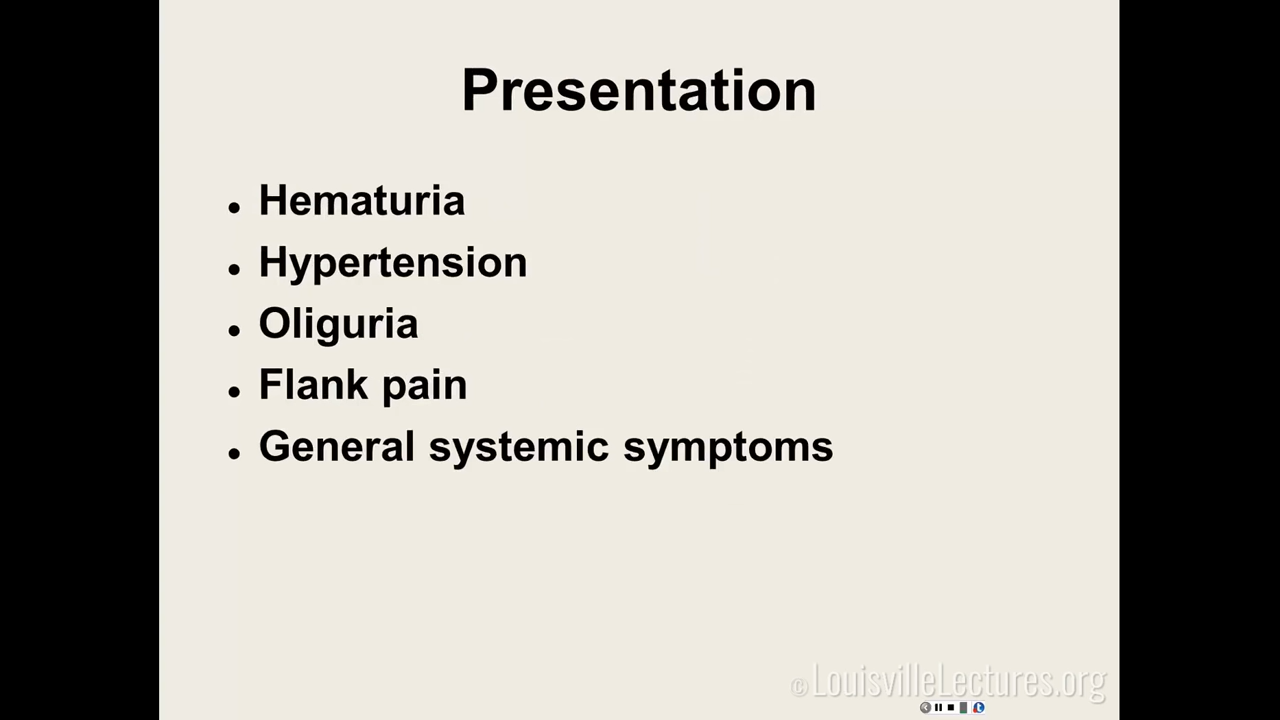 Presentation
• Hematuria
• Hypertension
• Oliguria
• Flank pain
• General systemic symptoms
©LouisvilleLectures.org